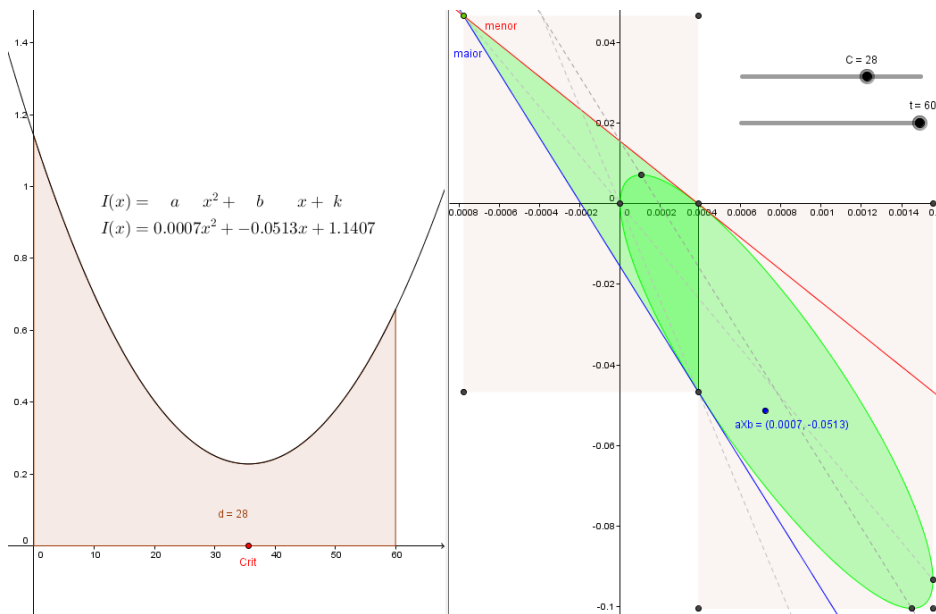 1.4
1.2
1
0.8
0.6
0.4
0.2
0
0 10 20 30 40 50 60
I(x) = a x² + b x + k
I(x) = 0.0007x² + −0.0513x + 1.1407
d = 28
Crit
menor
maior
C = 28
t = 60
0.04
0.02
0
-0.02
-0.04
-0.06
-0.08
-0.1
0.0008 -0.0006 -0.0004 -0.0002 0 0.0002 0.0004 0.0006 0.0008 0.001 0.0012 0.0014
aXb = (0.0007, -0.0513)